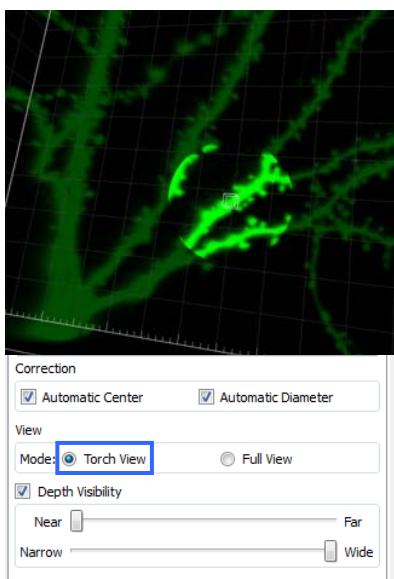 Correction
Automatic Center Automatic Diameter
View
Mode: Torch View Full View
Depth Visibility
Near Far
Narrow Wide